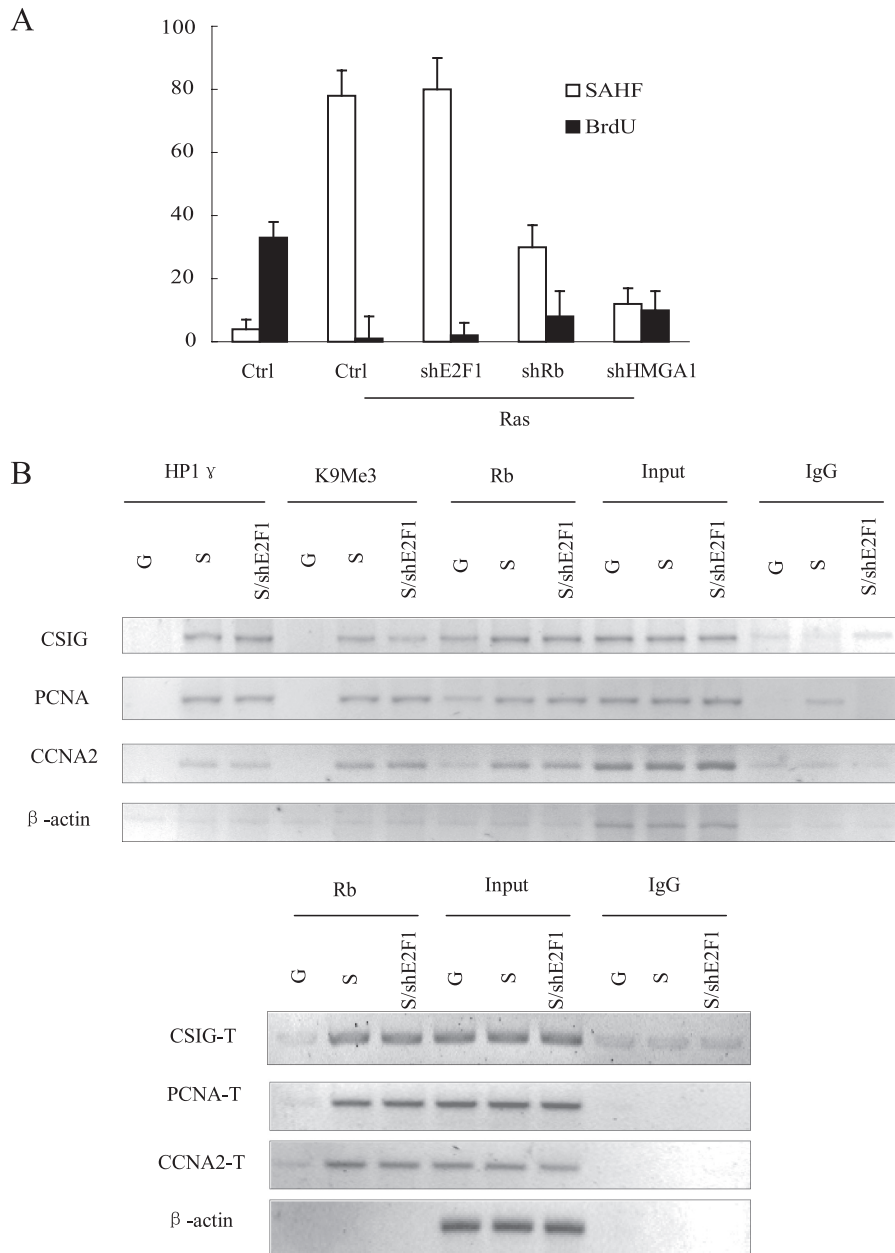 A
100
80
60
40
20
0
SAHF
BrdU
Ctrl Ctrl shE2F1 shRb shHMGA1
Ras
B
HP1 γ K9Me3 Rb Input IgG
G S S/shE2F1 G S S/shE2F1 G S S/shE2F1 G S S/shE2F1 G S S/shE2F1
CSIG
PCNA
CCNA2
β-actin
Rb Input IgG
G S S/shE2F1 G S S/shE2F1 G S S/shE2F1
CSIG-T
PCNA-T
CCNA2-T
β-actin